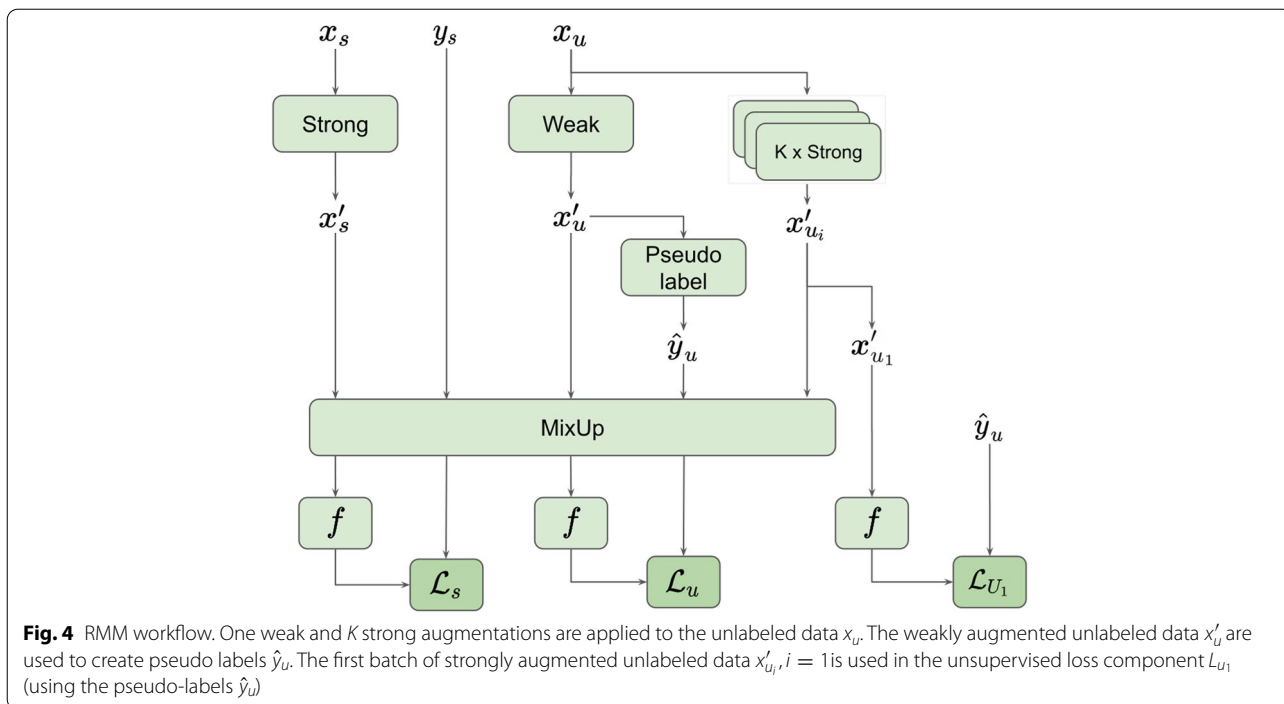 x_s y_s x_u
Strong Weak K x Strong
x′_s x′_u x′_{u_i}
Pseudo
label
ŷ_u x′_{u_1}
MixUp ŷ_u
f f f
ℒ_s ℒ_u ℒ_{U_1}
Fig. 4 RMM workflow. One weak and K strong augmentations are applied to the unlabeled data x_u. The weakly augmented unlabeled data x′_u are
used to create pseudo labels ŷ_u. The first batch of strongly augmented unlabeled data x′_{u_i}, i = 1is used in the unsupervised loss component L_{u_1}
(using the pseudo-labels ŷ_u)